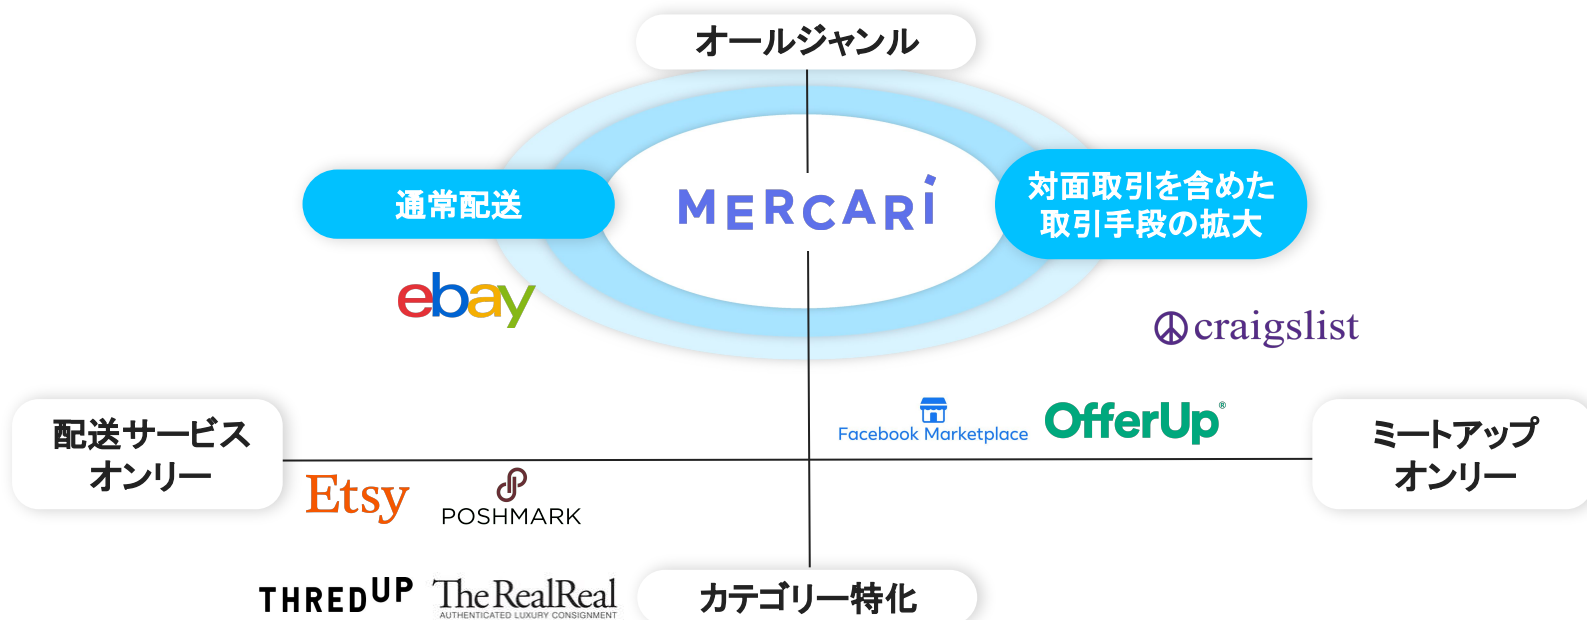 オールジャンル
通常配送
MERCARI
対面取引を含めた
取引手段の拡大
ebay
craigslist
Facebook Marketplace
OfferUp®
配送サービス
オンリー
ミートアップ
オンリー
Etsy
POSHMARK
THREDUP
The RealReal
AUTHENTICATED LUXURY CONSIGNMENT
カテゴリー特化